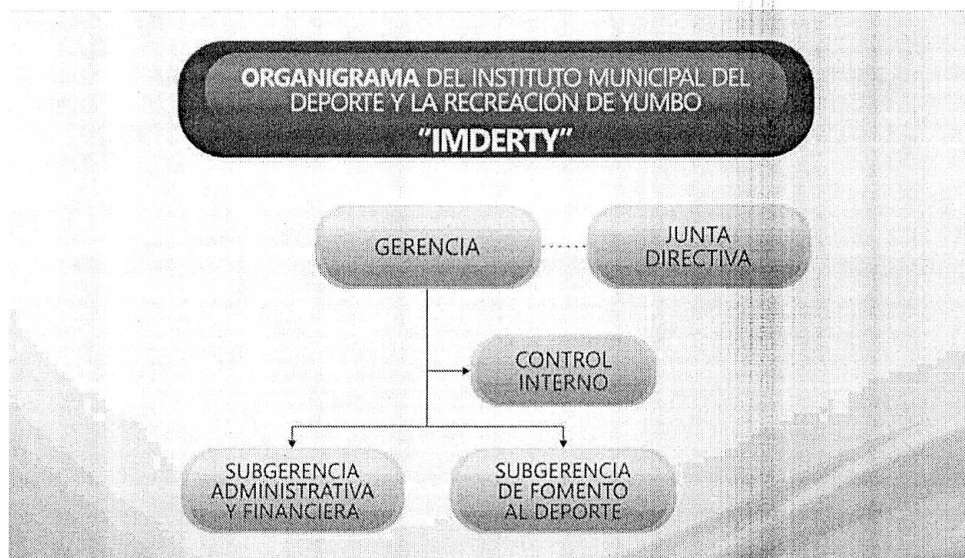 ORGANIGRAMA DEL INSTITUTO MUNICIPAL DEL
DEPORTE Y LA RECREACIÓN DE YUMBO
"IMDERTY"
GERENCIA
JUNTA
DIRECTIVA
CONTROL
INTERNO
SUBGERENCIA
ADMINISTRATIVA
Y FINANCIERA
SUBGERENCIA
DE FOMENTO
AL DEPORTE